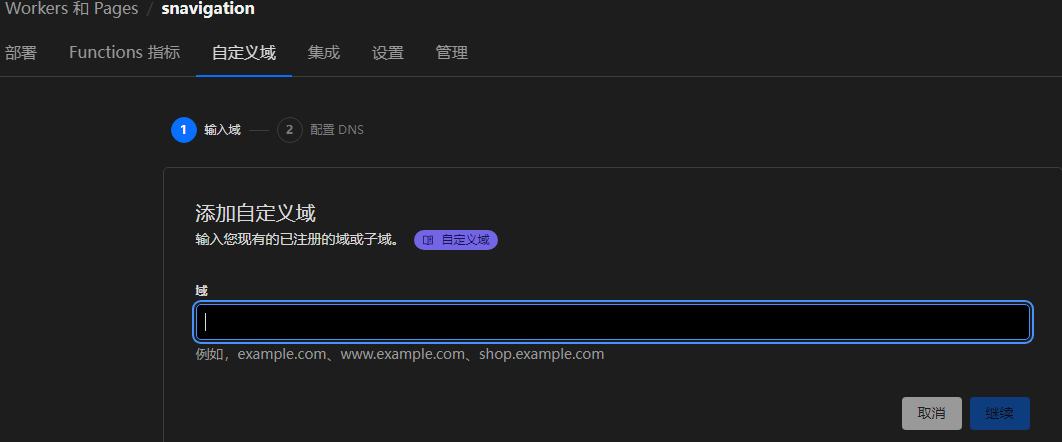 Workers 和 Pages / snavigation
部署 Functions 指标 自定义域 集成 设置 管理
1 输入域 2 配置 DNS
添加自定义域
输入您现有的已注册的域或子域。 自定义域
域
例如，example.com、www.example.com、shop.example.com
取消 继续